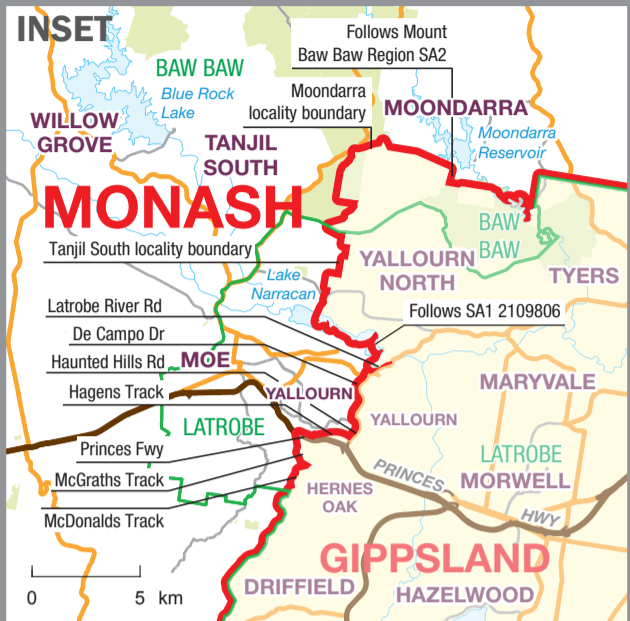 INSET
Follows Mount
Baw Baw Region SA2
BAW BAW
Blue Rock
Lake
Moondarra
locality boundary
MOONDARRA
WILLOW
GROVE
TANJIL
SOUTH
Moondarra
Reservoir
MONASH
BAW
BAW
Tanjil South locality boundary
YALLOURN
NORTH
TYERS
Lake
Narracan
Latrobe River Rd
Follows SA1 2109806
De Campo Dr
Haunted Hills Rd
MOE
Hagens Track
YALLOURN
MARYVALE
YALLOURN
LATROBE
Princes Fwy
LATROBE
MORWELL
McGraths Track
PRINCES
HWY
HERNES
OAK
McDonalds Track
GIPPSLAND
DRIFFIELD
HAZELWOOD
0 5 km